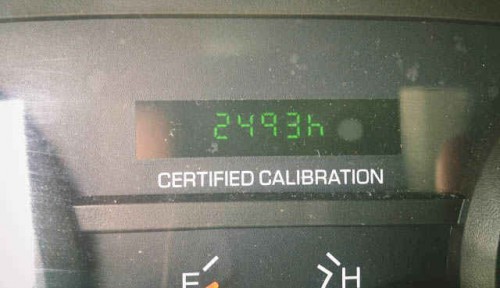 2493h
CERTIFIED CALIBRATION
E H